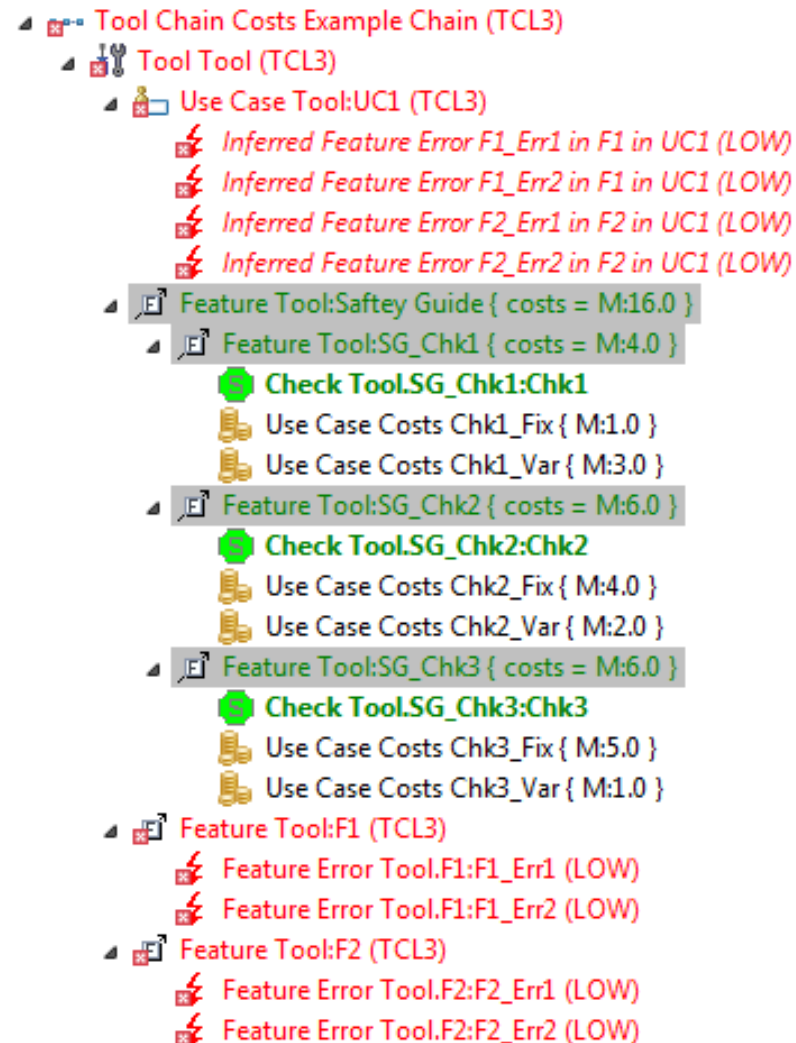 Tool Chain Costs Example Chain (TCL3)
Tool Tool (TCL3)
Use Case Tool:UC1 (TCL3)
Inferred Feature Error F1_Err1 in F1 in UC1 (LOW)
Inferred Feature Error F1_Err2 in F1 in UC1 (LOW)
Inferred Feature Error F2_Err1 in F2 in UC1 (LOW)
Inferred Feature Error F2_Err2 in F2 in UC1 (LOW)
Feature Tool:Saftey Guide { costs = M:16.0 }
Feature Tool:SG_Chk1 { costs = M:4.0 }
Check Tool.SG_Chk1:Chk1
Use Case Costs Chk1_Fix { M:1.0 }
Use Case Costs Chk1_Var { M:3.0 }
Feature Tool:SG_Chk2 { costs = M:6.0 }
Check Tool.SG_Chk2:Chk2
Use Case Costs Chk2_Fix { M:4.0 }
Use Case Costs Chk2_Var { M:2.0 }
Feature Tool:SG_Chk3 { costs = M:6.0 }
Check Tool.SG_Chk3:Chk3
Use Case Costs Chk3_Fix { M:5.0 }
Use Case Costs Chk3_Var { M:1.0 }
Feature Tool:F1 (TCL3)
Feature Error Tool.F1:F1_Err1 (LOW)
Feature Error Tool.F1:F1_Err2 (LOW)
Feature Tool:F2 (TCL3)
Feature Error Tool.F2:F2_Err1 (LOW)
Feature Error Tool.F2:F2_Err2 (LOW)